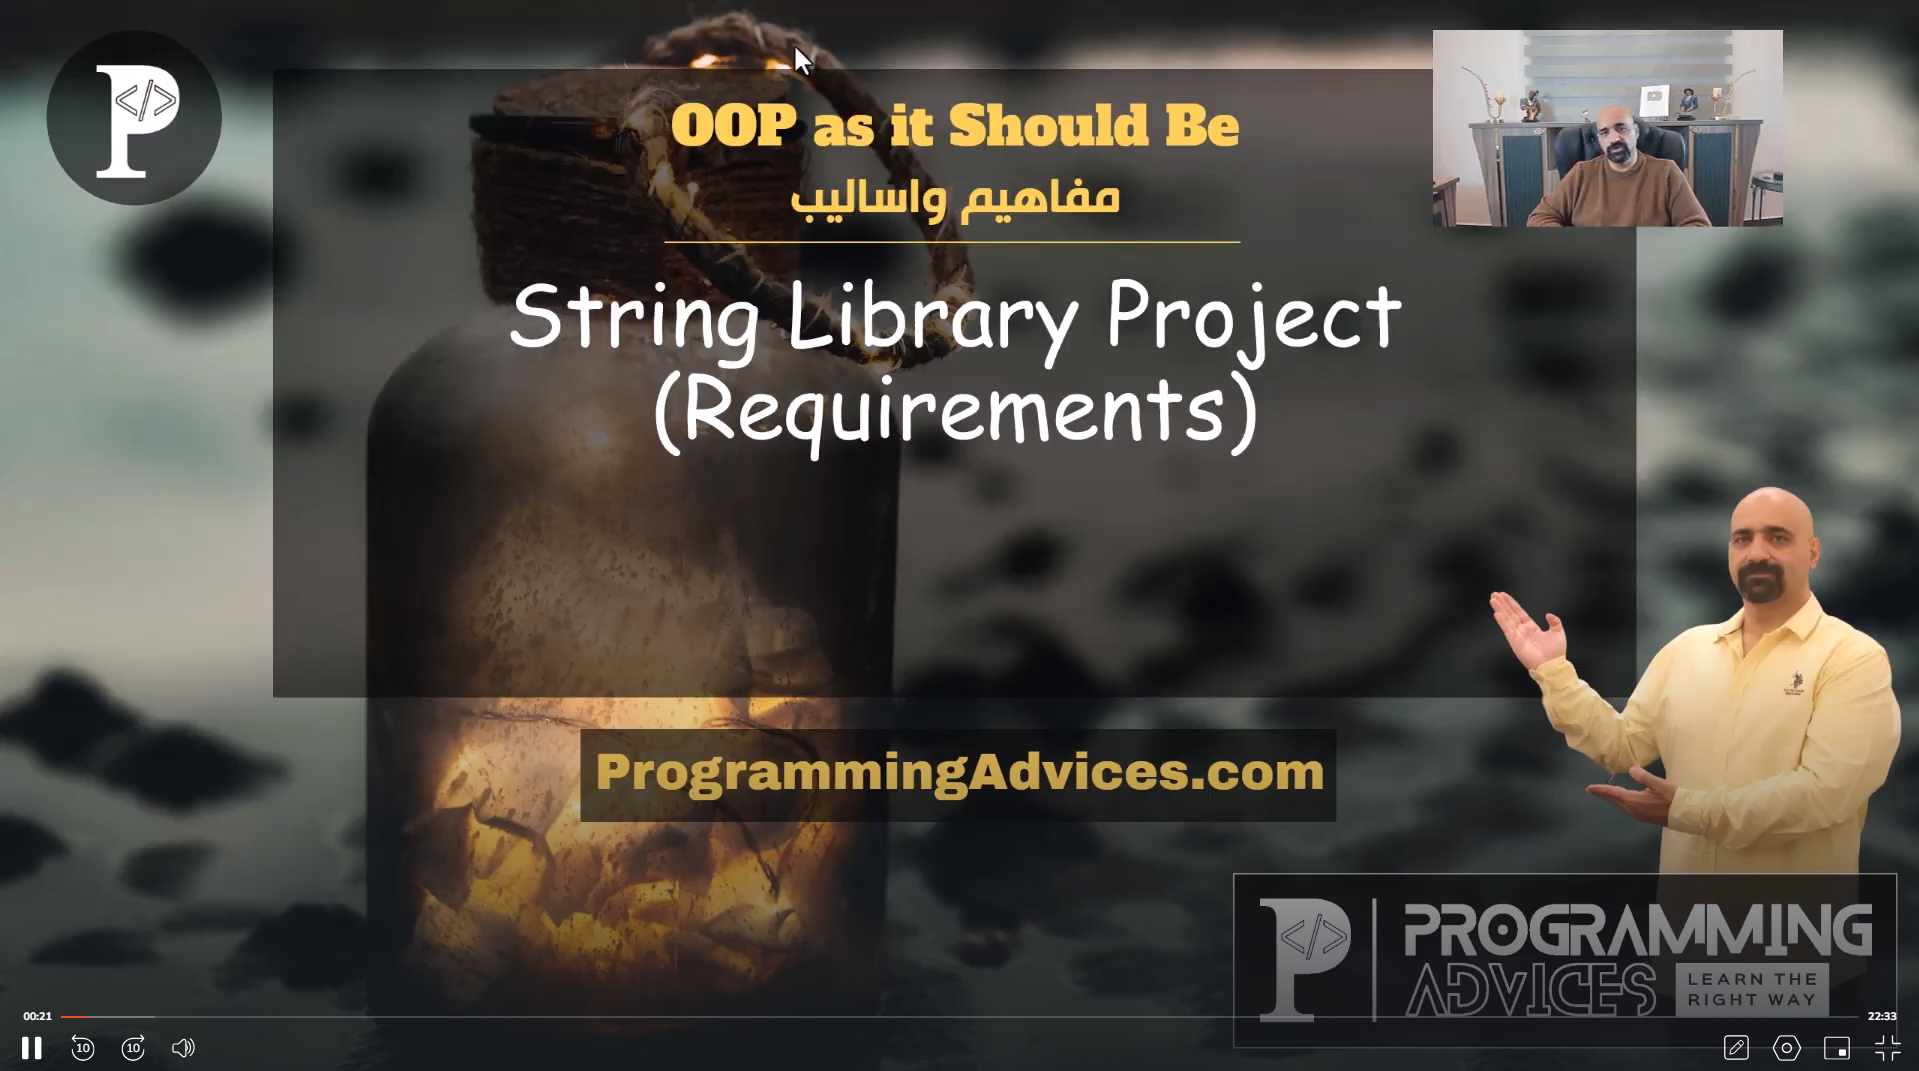 P
</>
OOP as it Should Be
مفاهيم واساليب
String Library Project
(Requirements)
ProgrammingAdvices.com
P
</>
PROGRAMMING
ADVICES
LEARN THE
RIGHT WAY
00:21
22:33
10
10